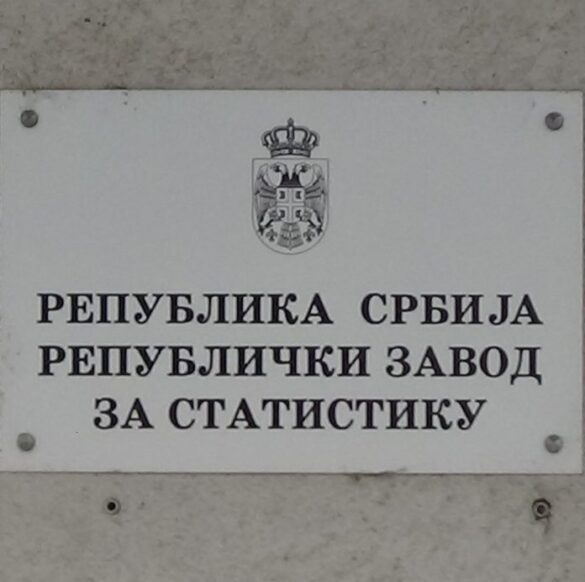 РЕПУБЛИКА СРБИЈА
РЕПУБЛИЧКИ ЗАВОД
ЗА СТАТИСТИКУ